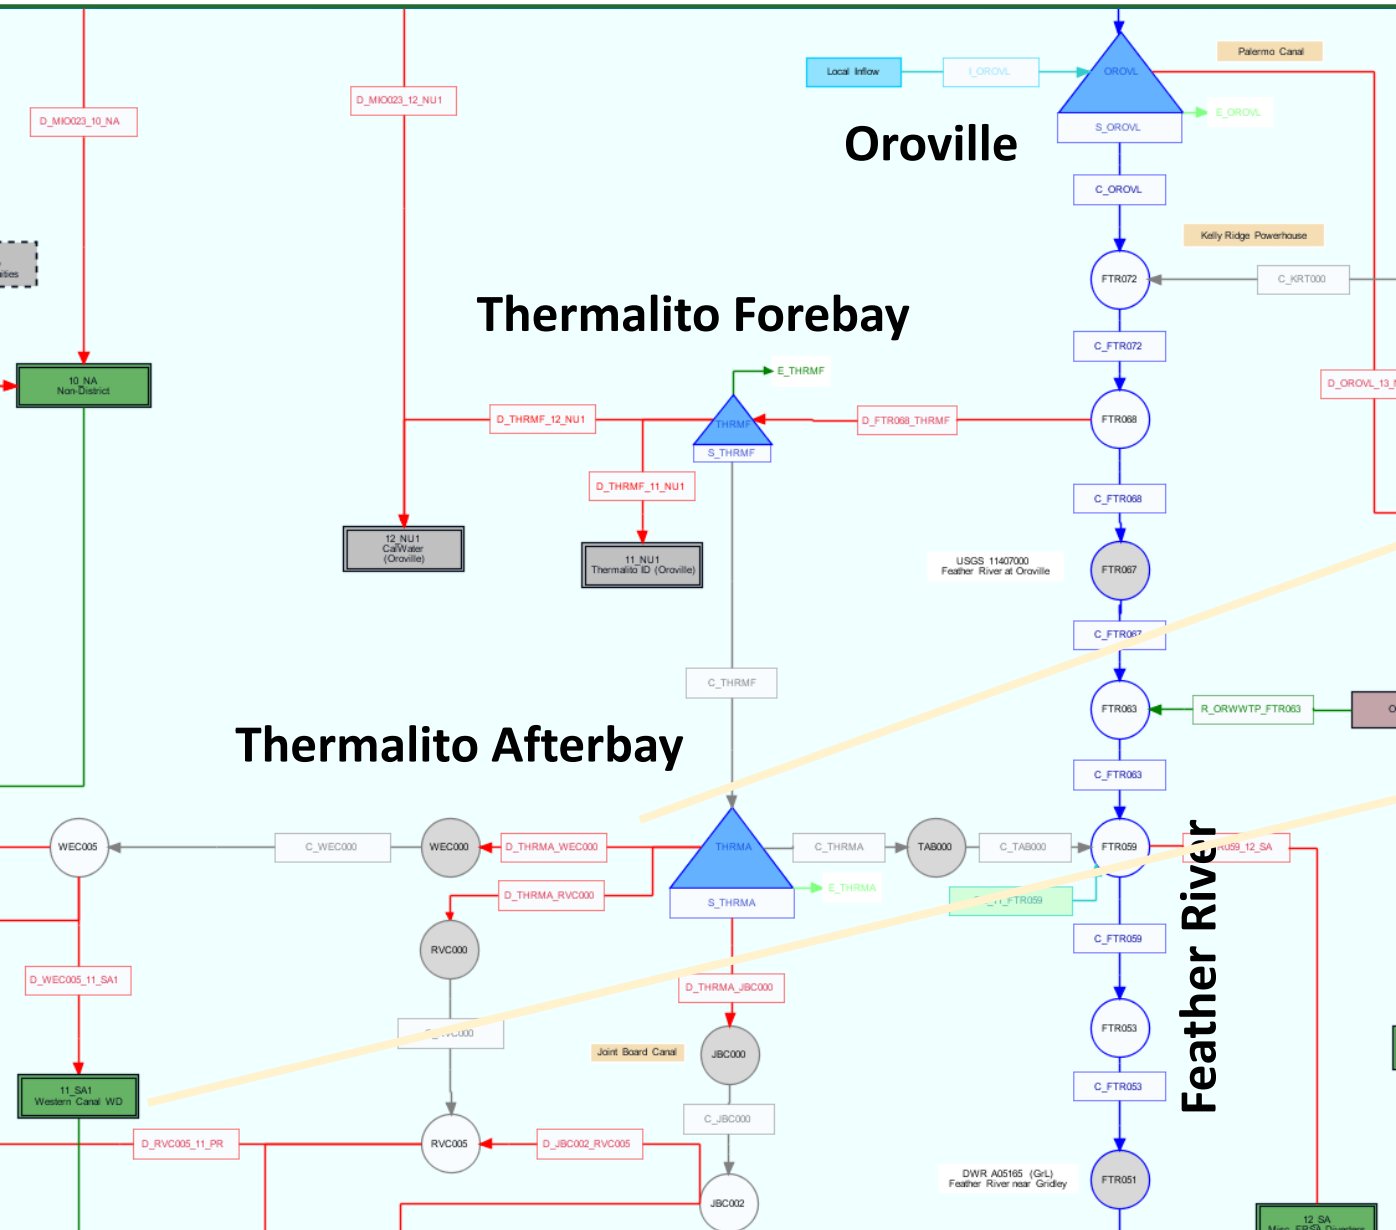 Palermo Canal
Local Inflow
I_OROVL
OROVL
E_OROVL
S_OROVL
D_MIO023_12_NU1
D_MIO023_10_NA
Oroville
C_OROVL
Kelly Ridge Powerhouse
FTR072
C_KRT000
Thermalito Forebay
C_FTR072
E_THRMF
10_NA
Non-District
D_THRMF_12_NU1
THRMF
S_THRMF
D_FTR068_THRMF
FTR068
D_THRMF_11_NU1
C_FTR068
12_NU1
CalWater
(Oroville)
11_NU1
Thermalito ID (Oroville)
USGS 11407000
Feather River at Oroville
FTR067
C_FTR067
C_THRMF
FTR063
R_ORWWTP_FTR063
Thermalito Afterbay
C_FTR063
WEC005
C_WEC000
WEC000
D_THRMA_WEC000
THRMA
C_THRMA
TAB000
C_TAB000
FTR059
D_THRMA_RVC000
E_THRMA
S_THRMA
RVC000
C_FTR059
Feather River
D_WEC005_11_SA1
D_THRMA_JBC000
FTR053
Joint Board Canal
JBC000
11_SA1
Western Canal WD
C_FTR053
C_JBC000
D_RVC005_11_PR
RVC005
D_JBC002_RVC005
DWR A05165 (GrL)
Feather River near Gridley
FTR051
JBC002
12_SA